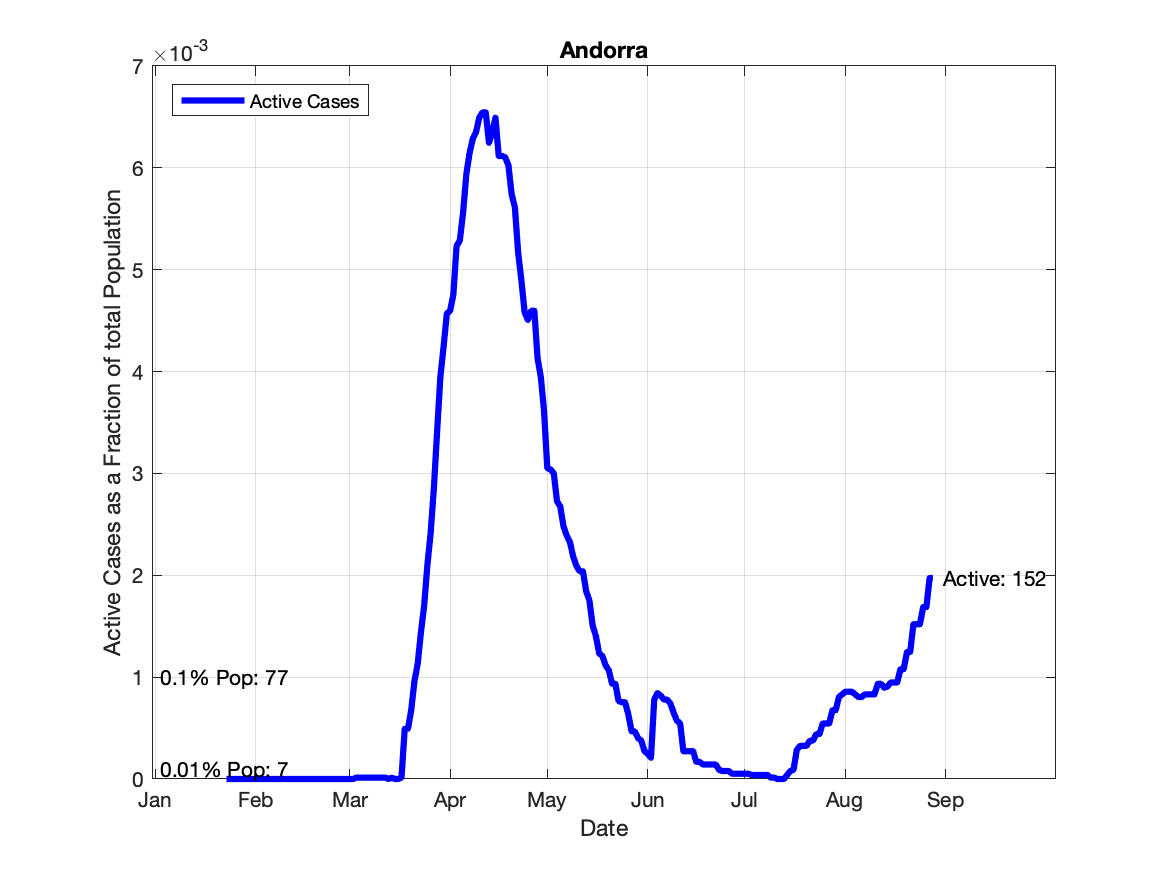 Andorra
×10-3
Active Cases
7
6
5
4
3
2
1
0
Active Cases as a Fraction of total Population
Active: 152
0.1% Pop: 77
0.01% Pop: 7
Jan Feb Mar Apr May Jun Jul Aug Sep
Date